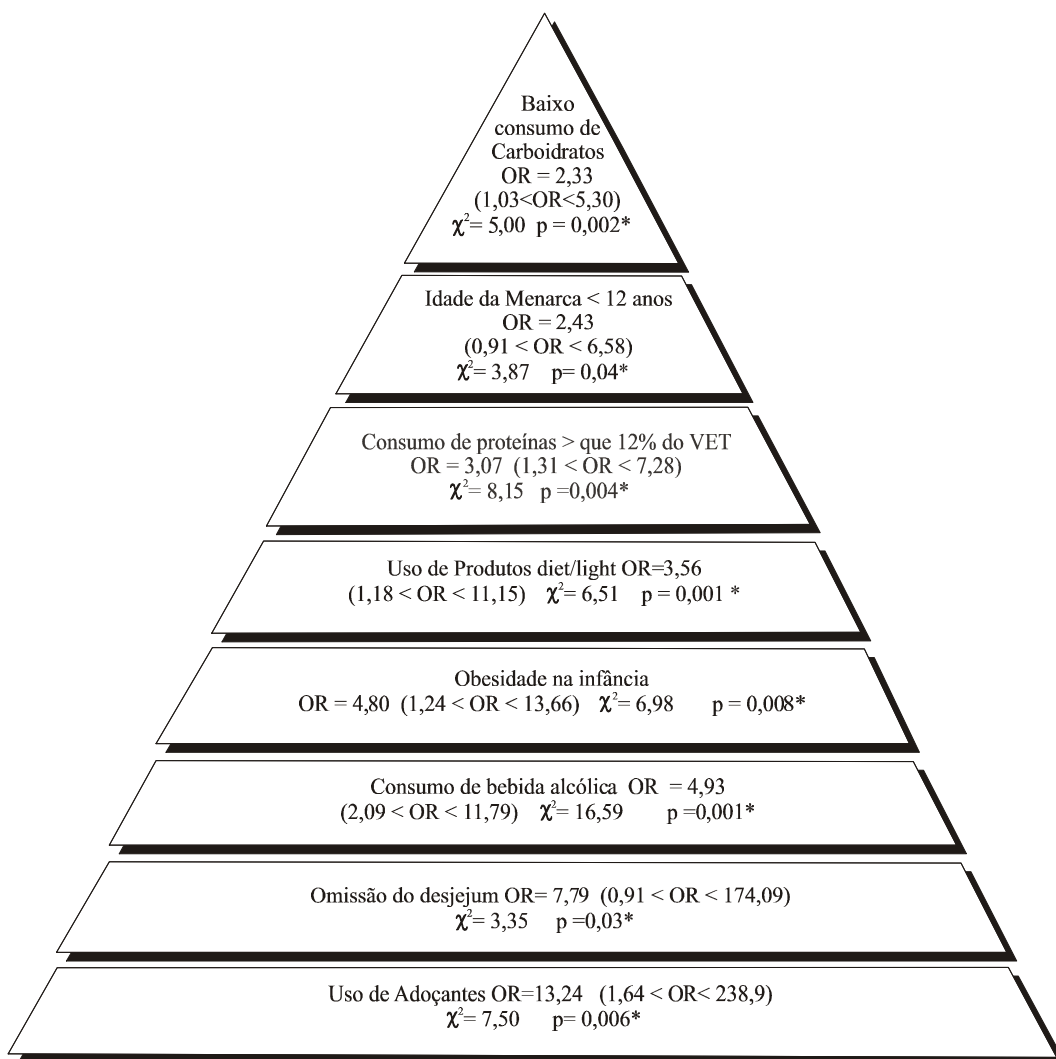 Baixo
consumo de
Carboidratos
OR = 2,33
(1,03<OR<5,30)
χ²= 5,00 p = 0,002*
Idade da Menarca < 12 anos
OR = 2,43
(0,91 < OR < 6,58)
χ²= 3,87 p= 0,04*
Consumo de proteínas > que 12% do VET
OR = 3,07 (1,31 < OR < 7,28)
χ²= 8,15 p =0,004*
Uso de Produtos diet/light OR=3,56
(1,18 < OR < 11,15) χ²= 6,51 p = 0,001 *
Obesidade na infância
OR = 4,80 (1,24 < OR < 13,66) χ²= 6,98 p = 0,008*
Consumo de bebida alcólica OR = 4,93
(2,09 < OR < 11,79) χ²= 16,59 p =0,001*
Omissão do desjejum OR= 7,79 (0,91 < OR < 174,09)
χ²= 3,35 p =0,03*
Uso de Adoçantes OR=13,24 (1,64 < OR< 238,9)
χ²= 7,50 p= 0,006*